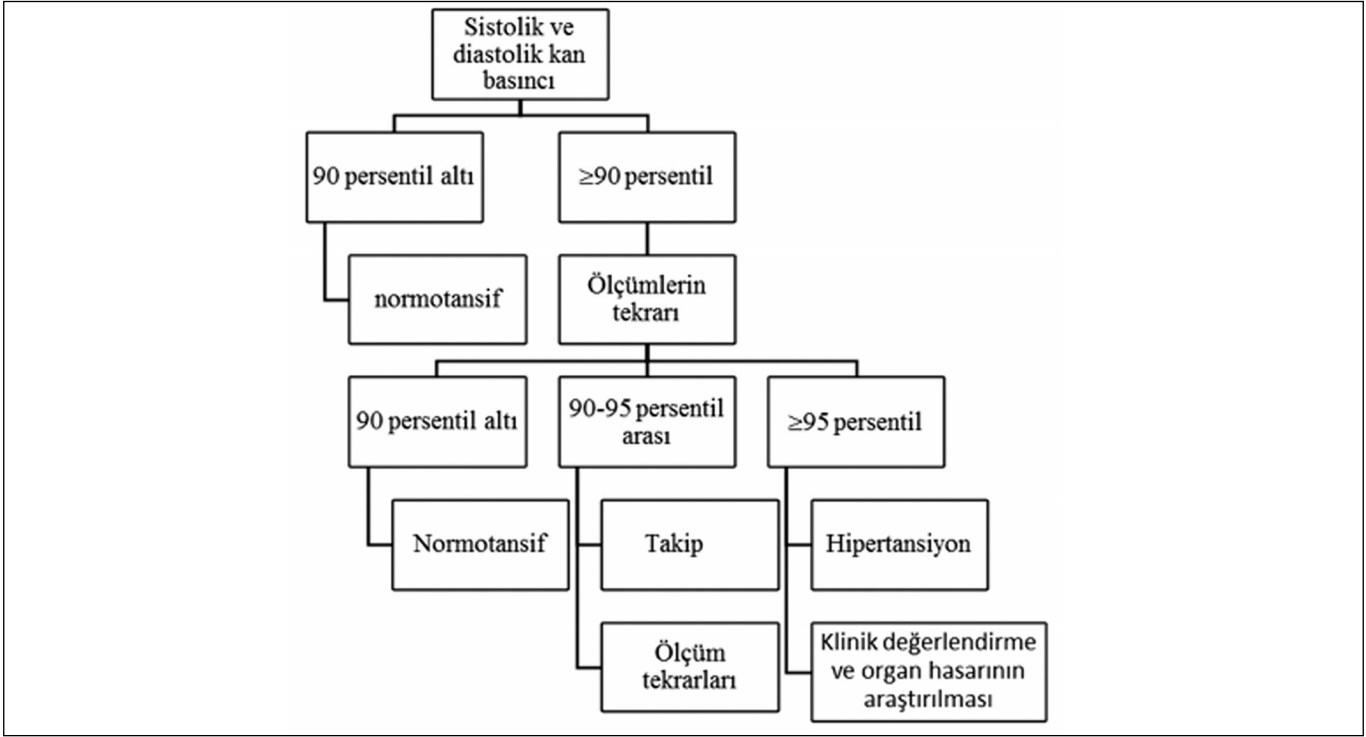 Sistolik ve
diastolik kan
basıncı
90 persentil altı
≥90 persentil
normotansif
Ölçümlerin
tekrarı
90 persentil altı
90-95 persentil
arası
≥95 persentil
Normotansif
Takip
Hipertansiyon
Ölçüm
tekrarları
Klinik değerlendirme
ve organ hasarının
araştırılması